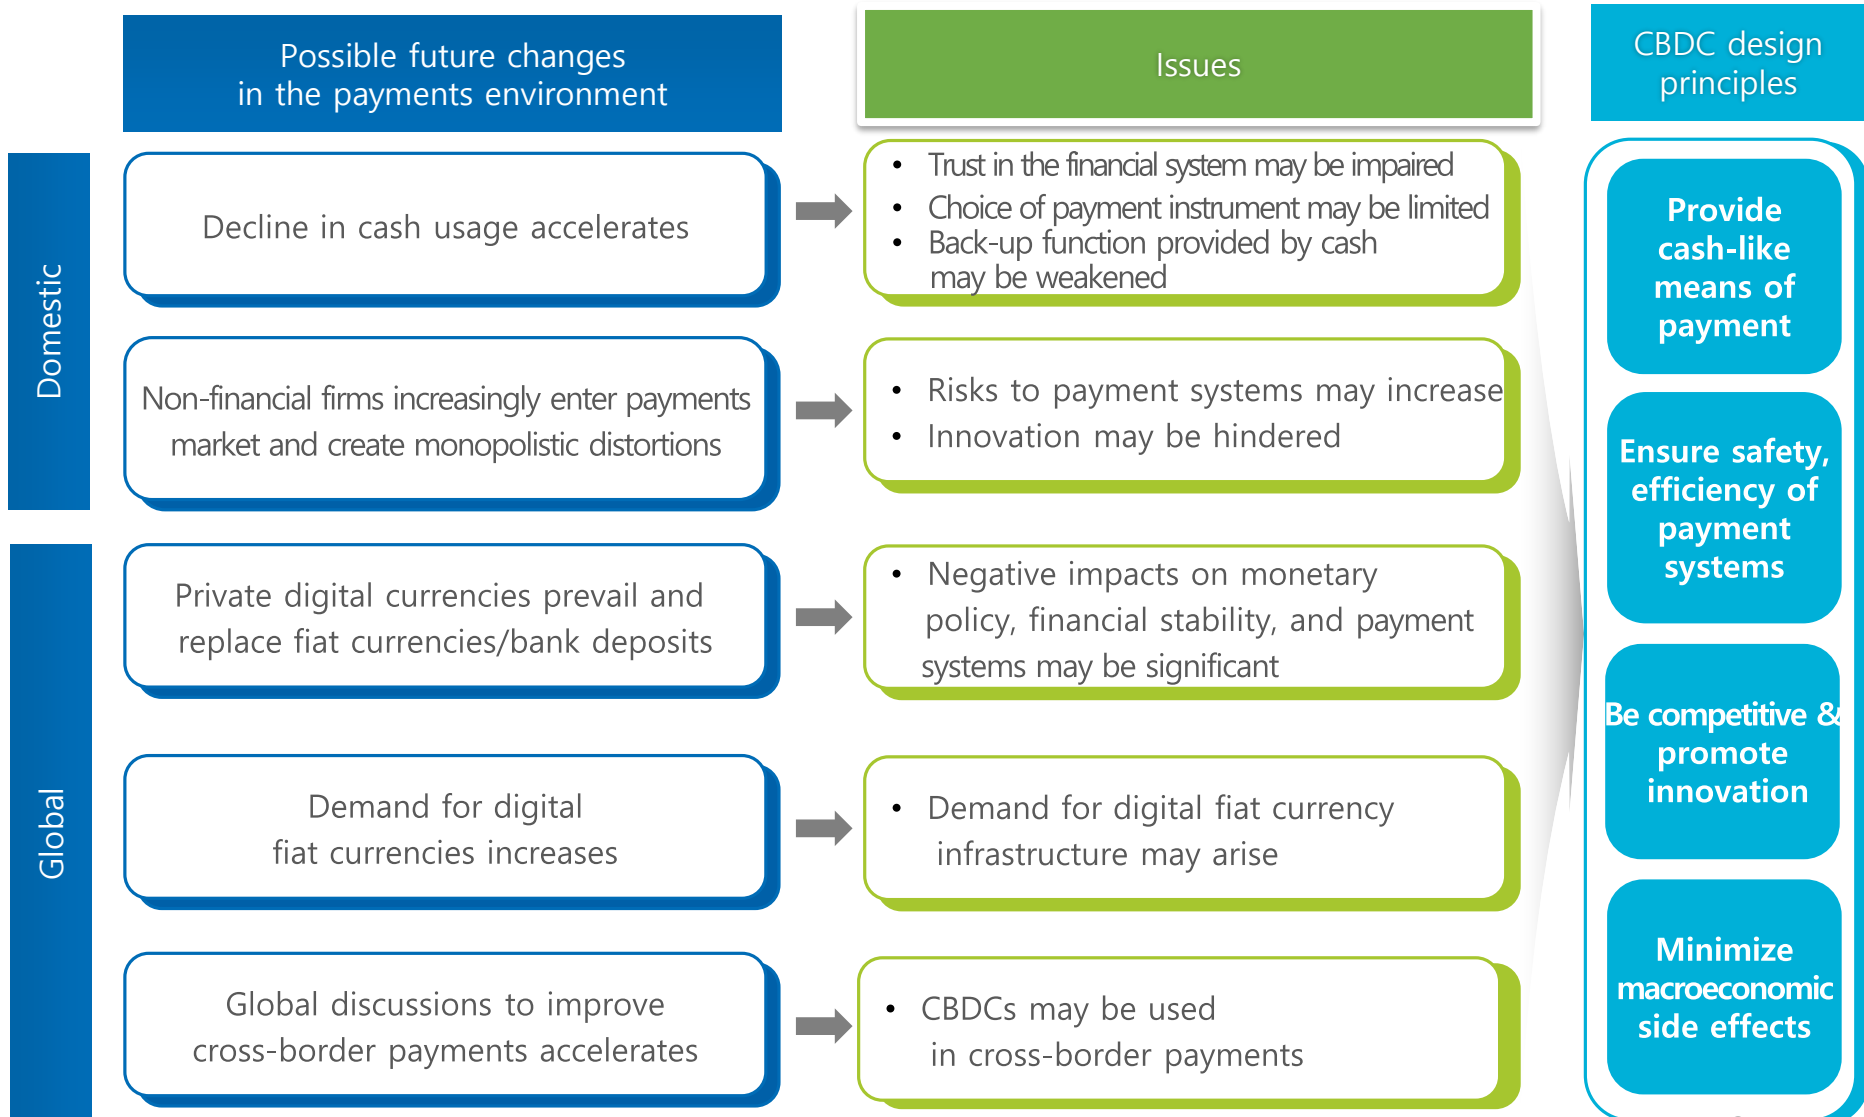 Possible future changes
in the payments environment
Issues
CBDC design
principles
Domestic
Decline in cash usage accelerates
• Trust in the financial system may be impaired
• Choice of payment instrument may be limited
• Back-up function provided by cash
may be weakened
Non-financial firms increasingly enter payments
market and create monopolistic distortions
• Risks to payment systems may increase
• Innovation may be hindered
Global
Private digital currencies prevail and
replace fiat currencies/bank deposits
• Negative impacts on monetary
policy, financial stability, and payment
systems may be significant
Demand for digital
fiat currencies increases
• Demand for digital fiat currency
infrastructure may arise
Global discussions to improve
cross-border payments accelerates
• CBDCs may be used
in cross-border payments
Provide
cash-like
means of
payment
Ensure safety,
efficiency of
payment
systems
Be competitive &
promote
innovation
Minimize
macroeconomic
side effects